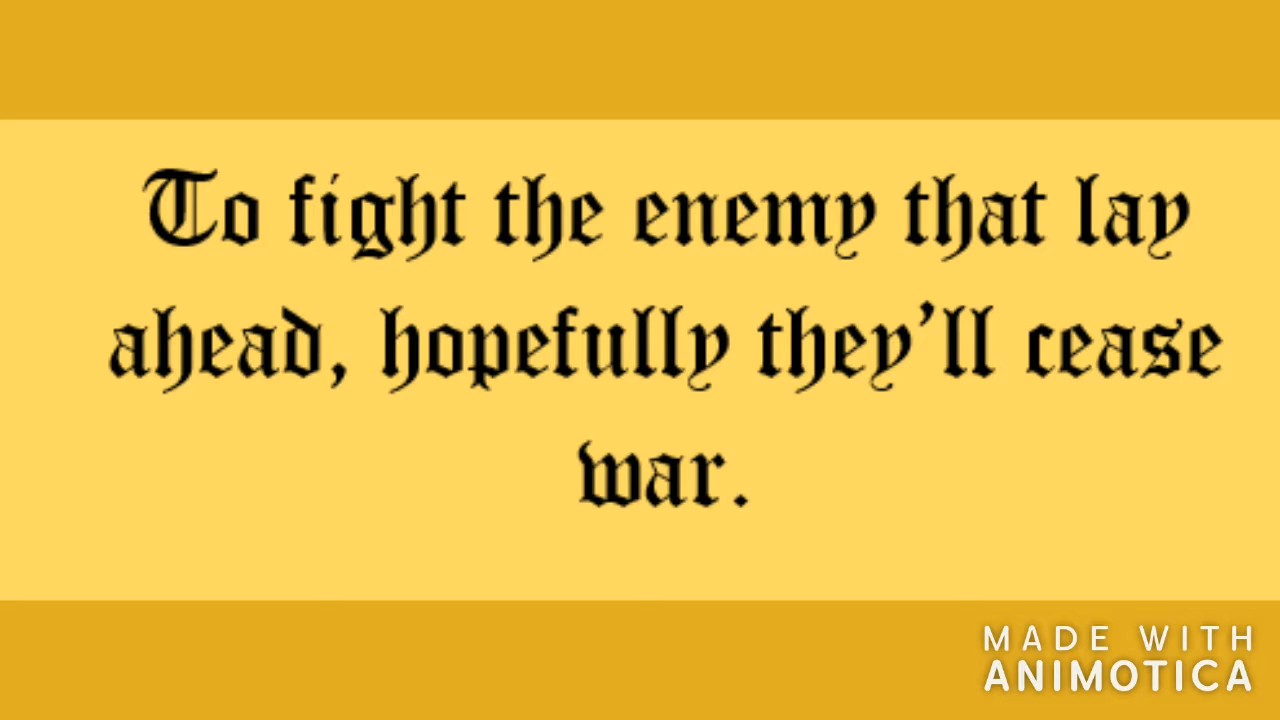 To fight the enemy that lay
ahead, hopefully they’ll cease
war.
MADE WITH
ANIMOTICA